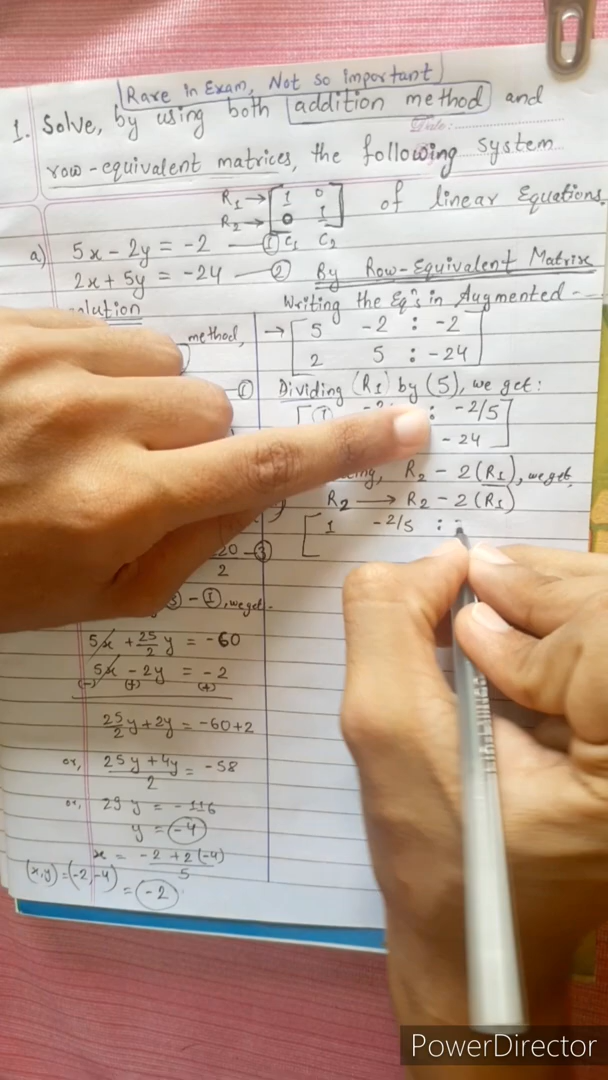 Rare in Exam, Not so important
1. Solve, by using both addition method and
row-equivalent matrices, the following system
of linear Equations.
R1 → [ 1 0
R2 → 0 1 ]
C1 C2
a) 5x - 2y = -2 — ①
2x + 5y = -24 — ②
lution
method,
①
20 - ③
2
③ - ①, we get.
5x + 25/2 y = -60
5x - 2y = -2
(-) (+) (+)
25/2 y + 2y = -60+2
or, 25y + 4y / 2 = -58
or, 29y = -116
y = -4
x = -2 + 2(-4) / 5
(x,y) = (-2,-4)
= -2
By Row-Equivalent Matrix
Writing the Eqns in Augmented -
→ [ 5 -2 : -2
2 5 : -24 ]
Dividing (R1) by (5), we get:
[ 1 : -2/5
-24 ]
R2 - 2(R1), we get,
R2 → R2 - 2(R1)
[ 1 -2/5 :
PowerDirector